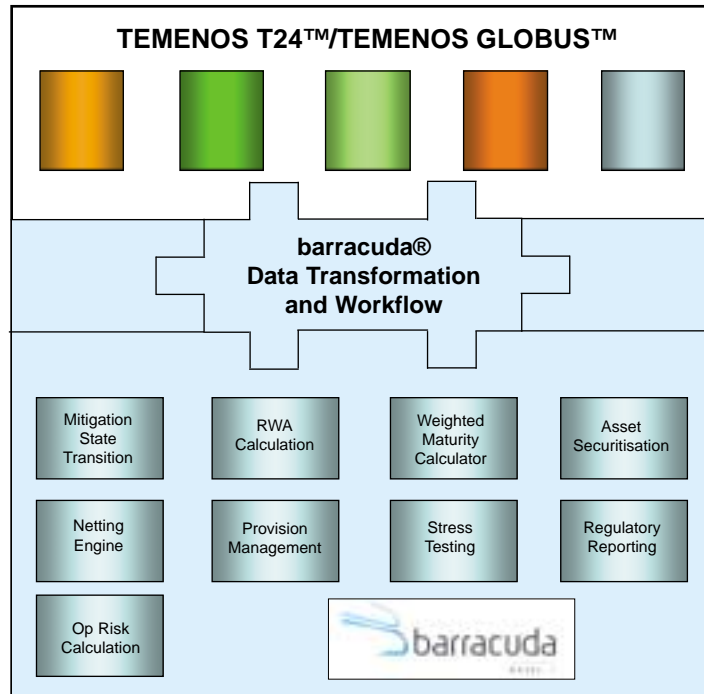 TEMENOS T24™/TEMENOS GLOBUS™
barracuda®
Data Transformation
and Workflow
Mitigation
State
Transition
RWA
Calculation
Weighted
Maturity
Calculator
Asset
Securitisation
Netting
Engine
Provision
Management
Stress
Testing
Regulatory
Reporting
Op Risk
Calculation
barracuda